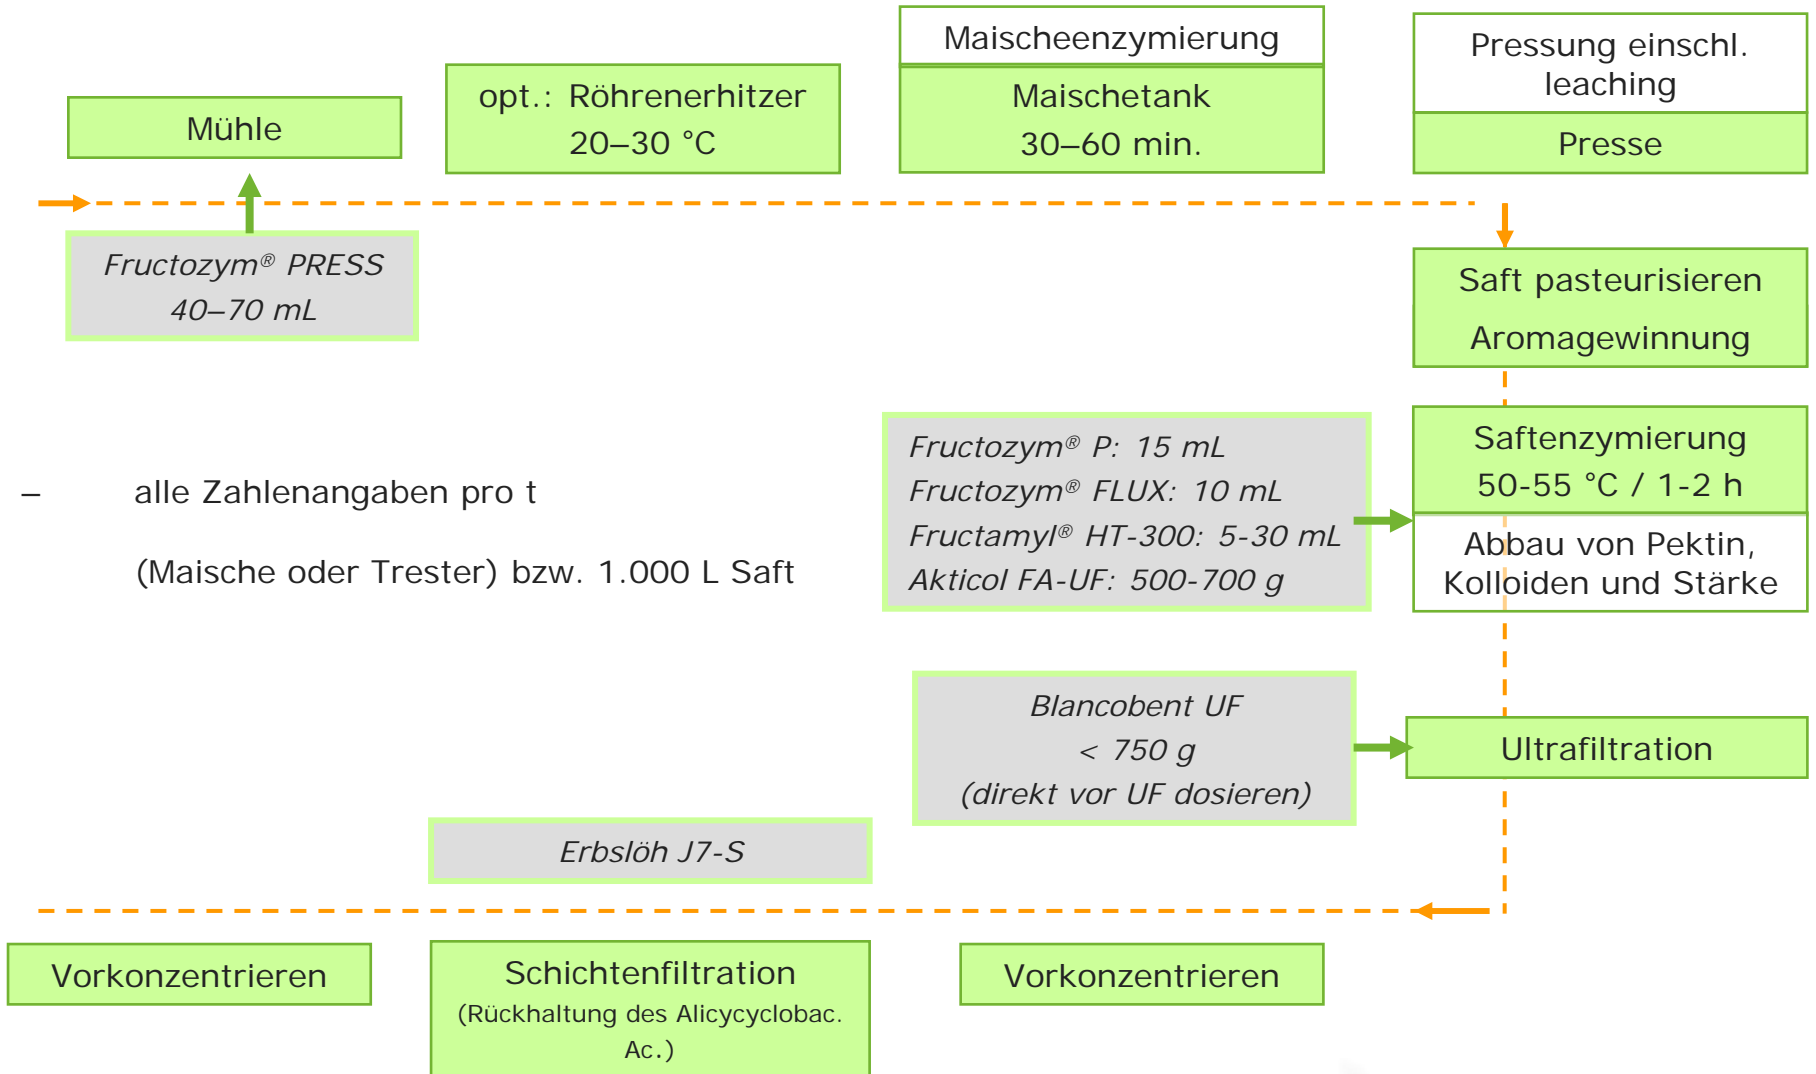 Mühle
opt.: Röhrenerhitzer
20–30 °C
Maischeenzymierung
Maischetank
30–60 min.
Pressung einschl.
leaching
Presse
Fructozym® PRESS
40–70 mL
Saft pasteurisieren
Aromagewinnung
Fructozym® P: 15 mL
Fructozym® FLUX: 10 mL
Fructamyl® HT-300: 5-30 mL
Akticol FA-UF: 500-700 g
Saftenzymierung
50-55 °C / 1-2 h
Abbau von Pektin,
Kolloiden und Stärke
– alle Zahlenangaben pro t
(Maische oder Trester) bzw. 1.000 L Saft
Blancobent UF
< 750 g
(direkt vor UF dosieren)
Ultrafiltration
Erbslöh J7-S
Vorkonzentrieren
Schichtenfiltration
(Rückhaltung des Alicycyclobac.
Ac.)
Vorkonzentrieren